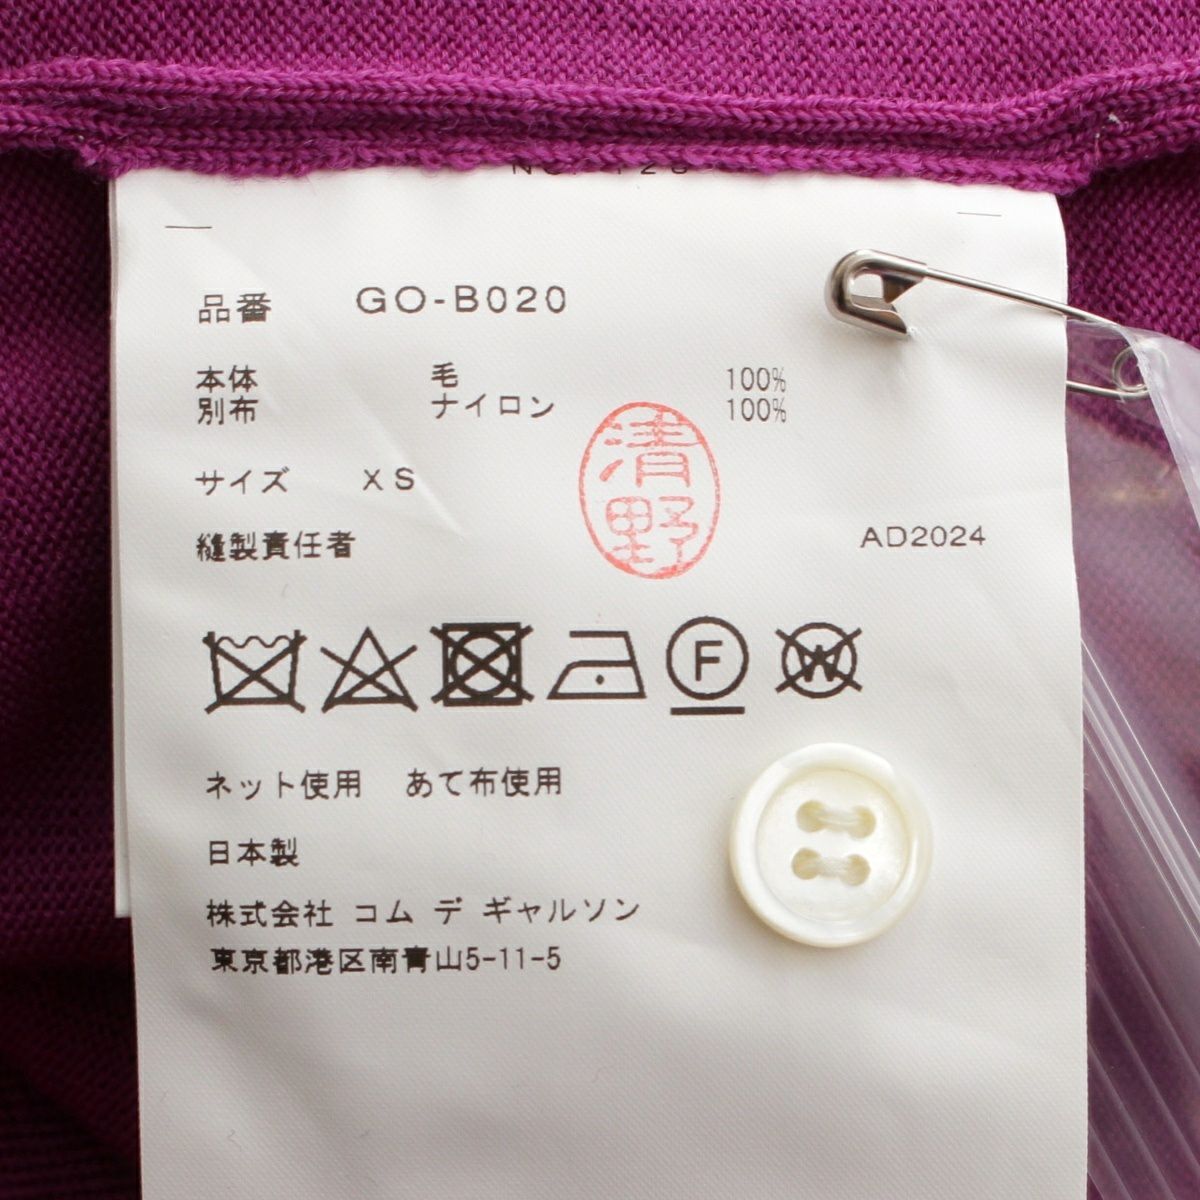 品番 GO-B020
本体 毛 100%
別布 ナイロン 100%
サイズ XS
清野
縫製責任者 AD2024
F
W
ネット使用 あて布使用
日本製
株式会社 コム デ ギャルソン
東京都港区南青山5-11-5